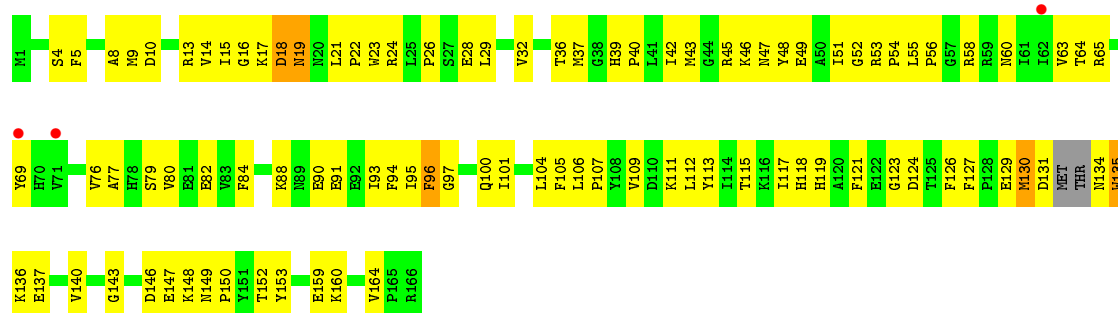 M1 S4 F5 A8 M9 D10 R13 V14 I15 G16 K17 D18 N19 N20 L21 P22 W23 R24 L25 P26 S27 E28 L29 V32 T36 M37 G38 H39 P40 L41 I42 M43 G44 R45 K46 N47 Y48 E49 A50 I51 G52 R53 P54 L55 P56 G57 R58 R59 N60 I61 I62 V63 T64 R65
Y69 H70 V71 V76 A77 H78 S79 V80 E81 E82 V83 F84 K88 N89 E90 E91 E92 I93 F94 I95 F96 G97 Q100 I101 L104 F105 L106 P107 Y108 V109 D110 K111 L112 Y113 I114 T115 K116 I117 H118 H119 A120 F121 E122 G123 D124 T125 F126 F127 P128 E129 M130 D131 MET THR N134 W135
K136 E137 V140 G143 D146 E147 K148 N149 P150 Y151 T152 Y153 E159 K160 V164 P165 R166